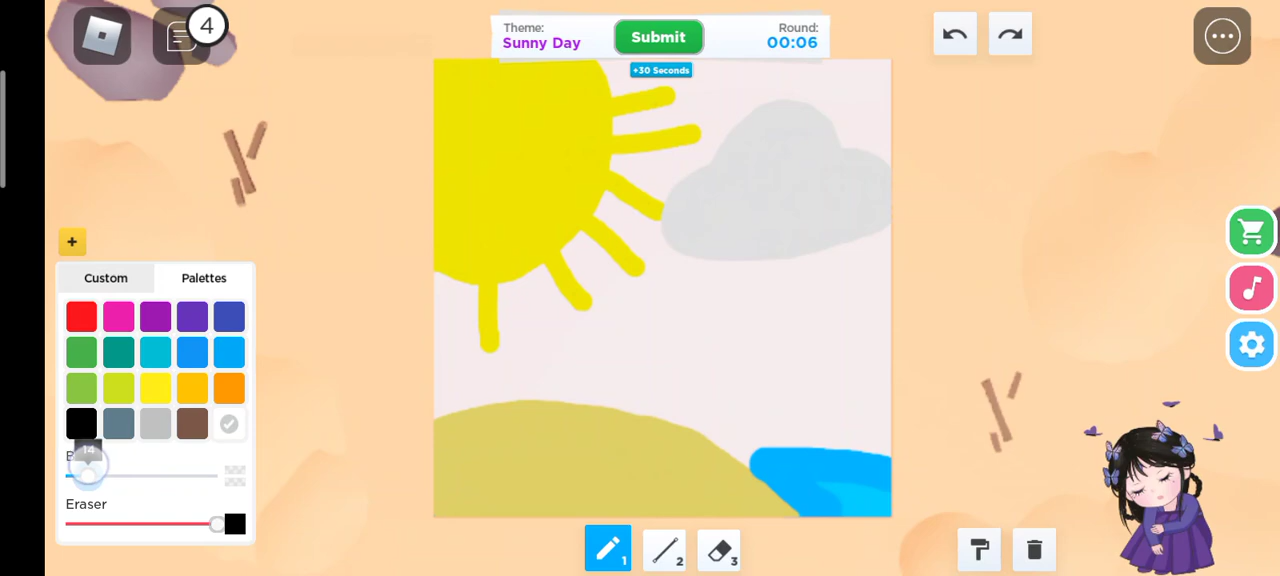 4
Theme:
Sunny Day
Submit
Round:
00:06
+30 Seconds
+
Custom
Palettes
14
Eraser
1
2
3